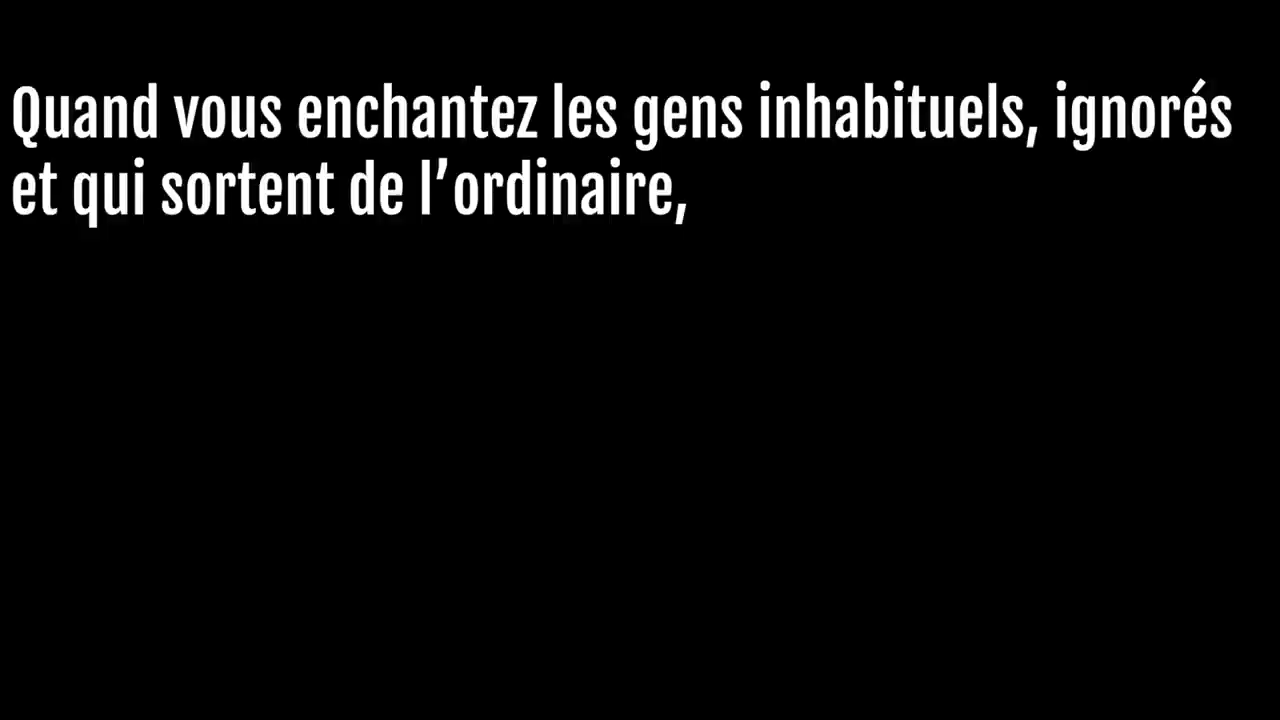 Quand vous enchantez les gens inhabituels, ignorés
et qui sortent de l’ordinaire,